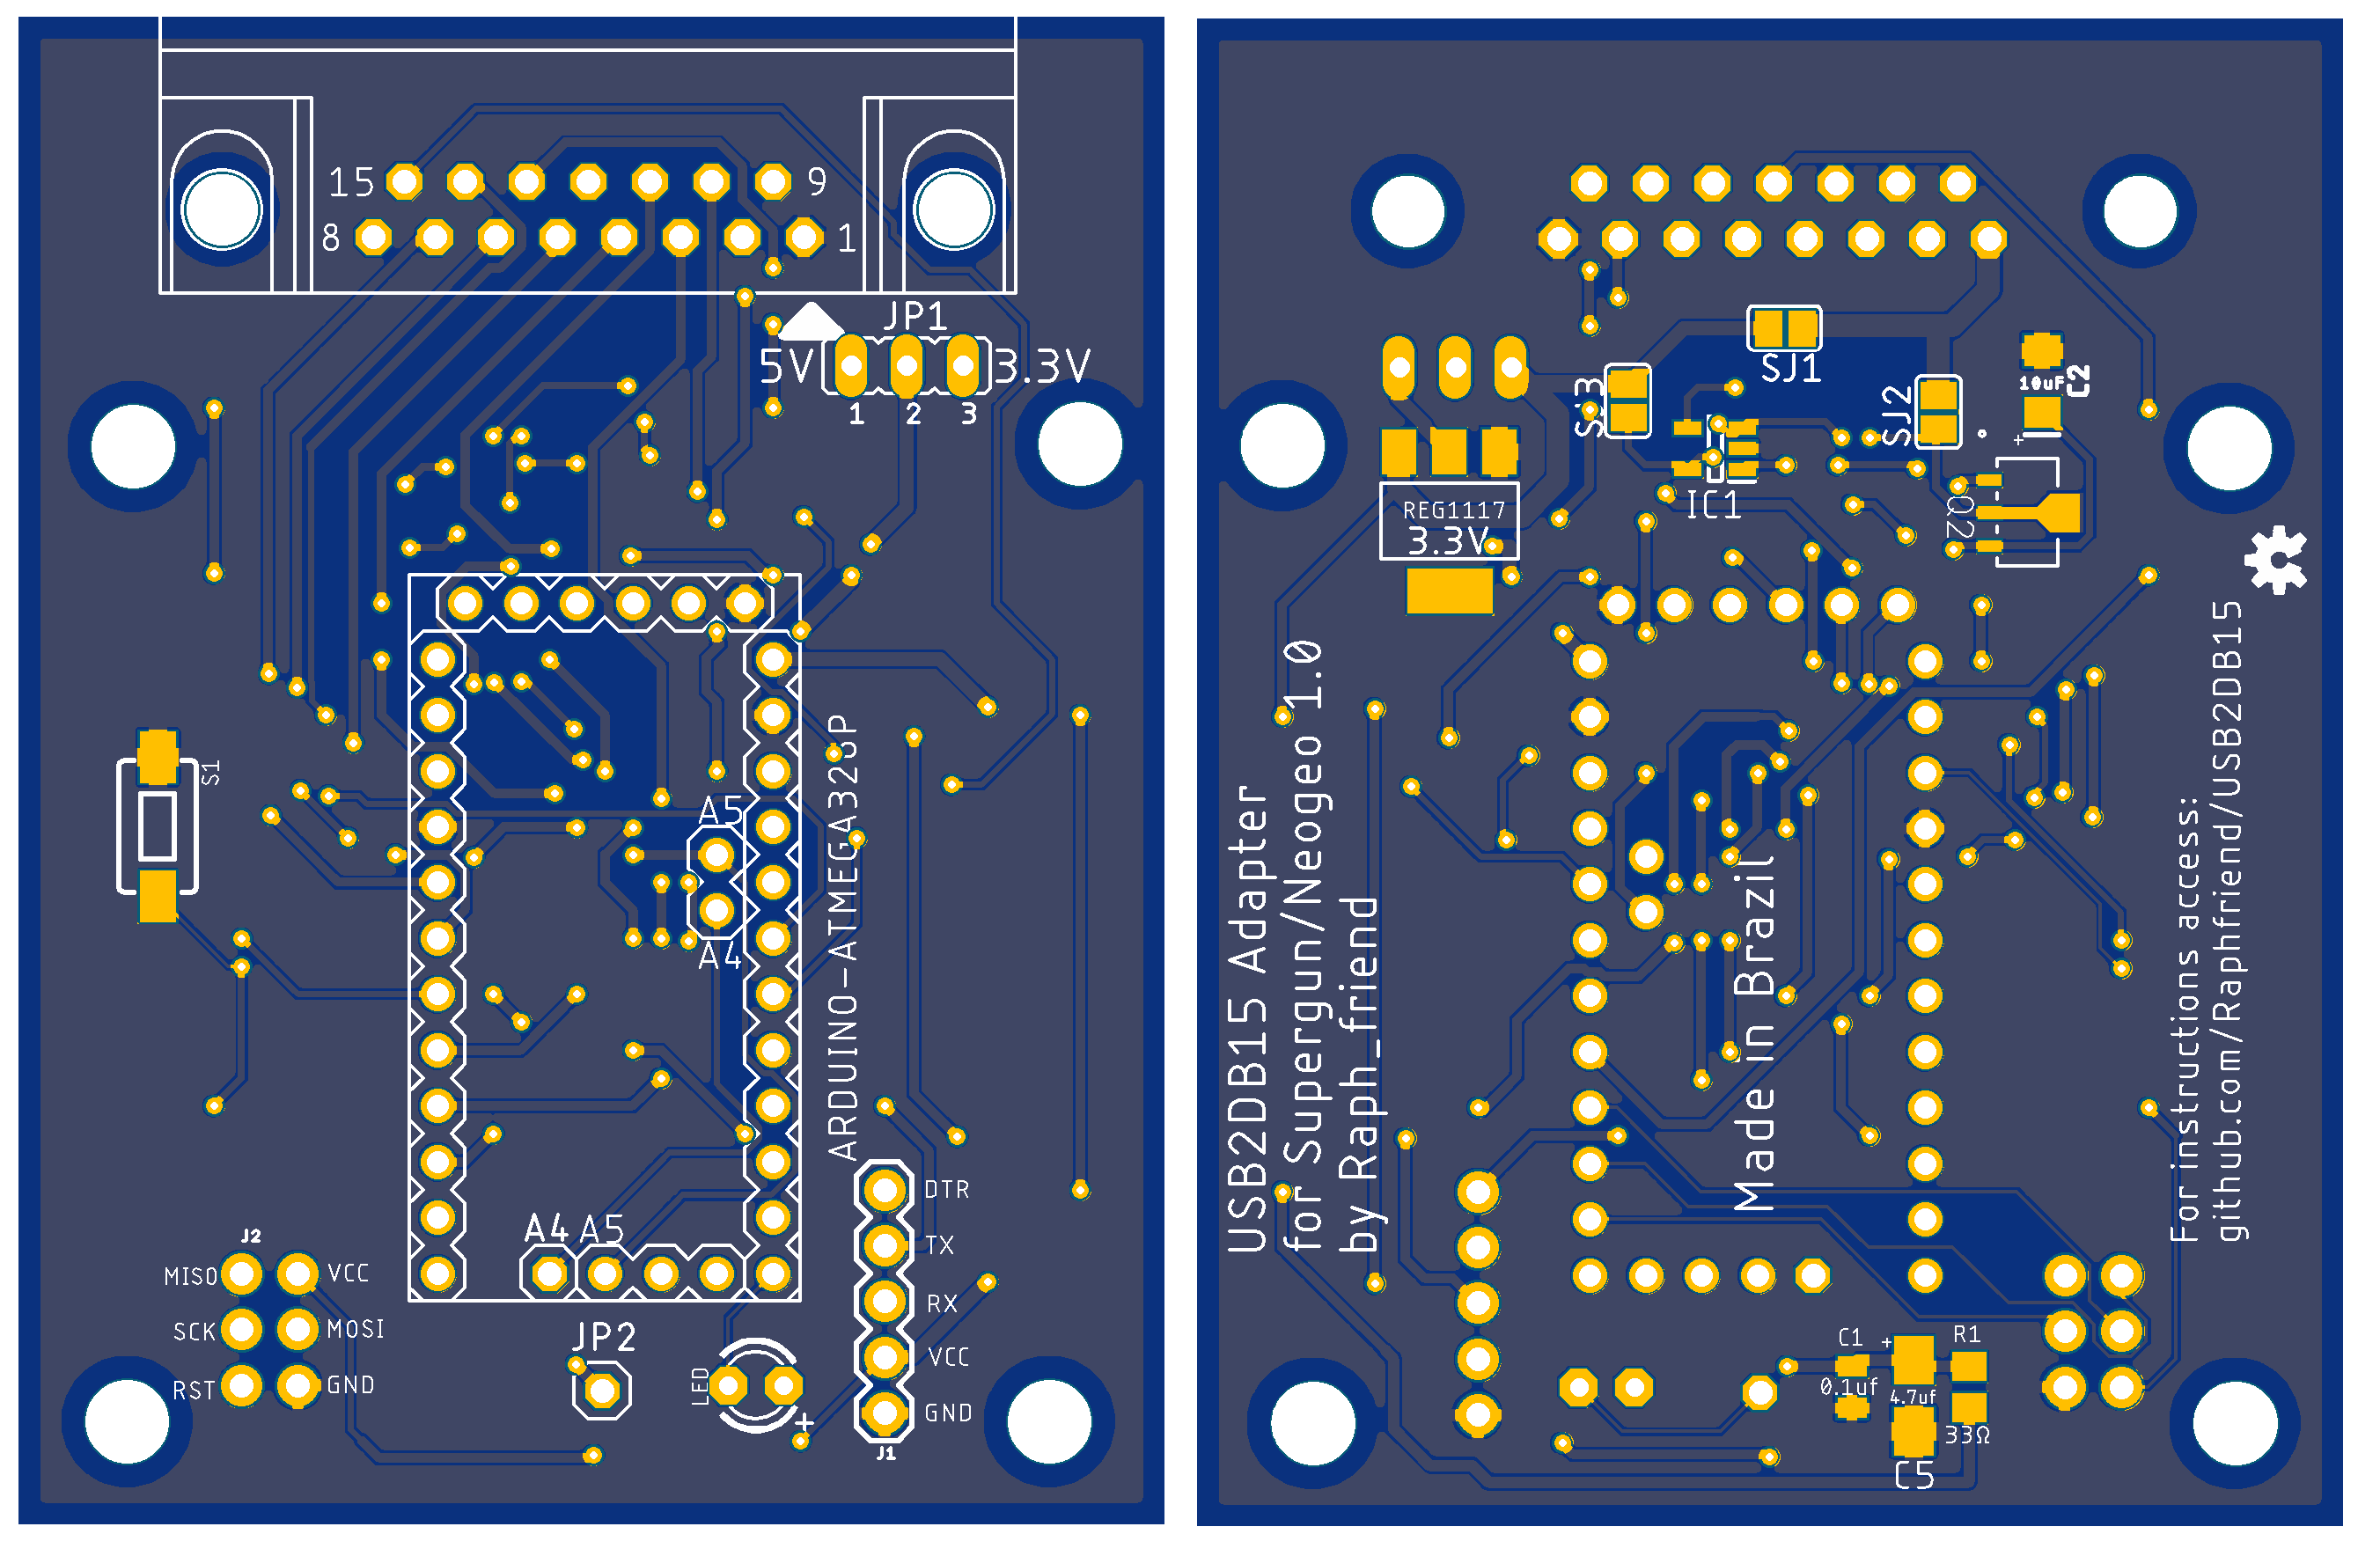 15
9
8
1
JP1
5V
3.3V
1
2
3
S1
A5
A4
ARDUINO-ATMEGA328P
DTR
TX
RX
VCC
GND
J1
A4
A5
J2
MISO
VCC
SCK
MOSI
RST
GND
JP2
LED
+
SJ1
SJ2
10uF
C2
+
IC1
REG1117
3.3V
Q2
USB2DB15 Adapter
for Supergun/Neogeo 1.0
by Raph_friend
Made in Brazil
For instructions access:
github.com/Raphfriend/USB2DB15
C1
+
R1
0.1uf
4.7uf
33Ω
C5